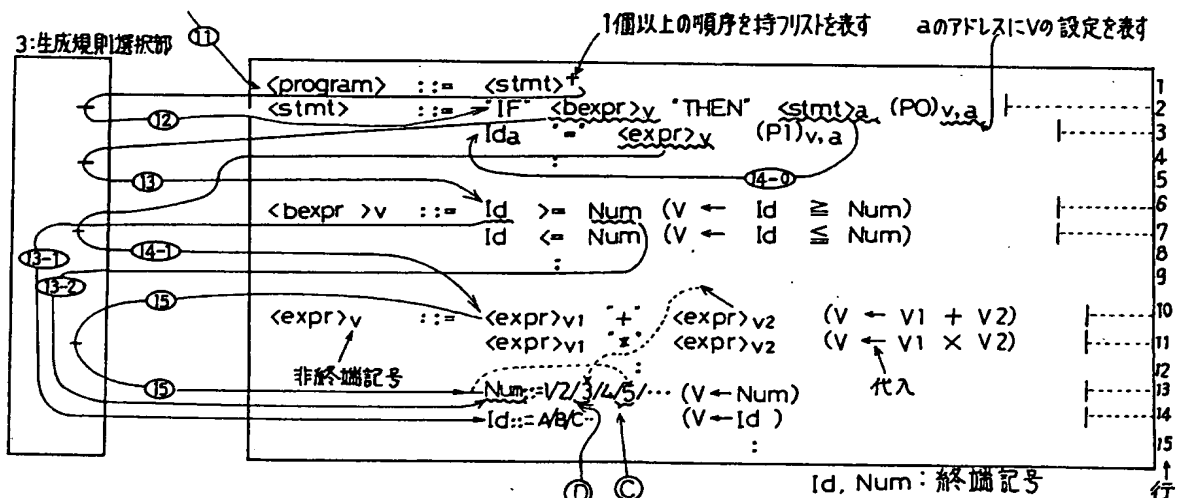 1個以上の順序を持つリストを表す
aのアドレスにVの設定を表す
3:生成規則選択部
⑪
<program> ::= <stmt>+ 1
<stmt> ::= "IF" <bexpr>v "THEN" <stmt>a (P0)v,a 2
⑫
Ida "=" <expr>v (P1)v,a 3
: 4
⑬ 14-0 5
<bexpr >v ::= Id >= Num (V ← Id ≧ Num) 6
Id <= Num (V ← Id ≦ Num) 7
13-1 14-1 8
13-2 : 9
⑮
<expr>v ::= <expr>v1 "+" <expr>v2 (V ← V1 + V2) 10
<expr>v1 "*" <expr>v2 (V ← V1 × V2) 11
: 12
非終端記号 代入
⑮ Num::=1/2/3/4/5/… (V←Num) 13
Id::=A/B/C… (V←Id ) 14
: 15
Ⓓ Ⓒ Id, Num : 終端記号 行